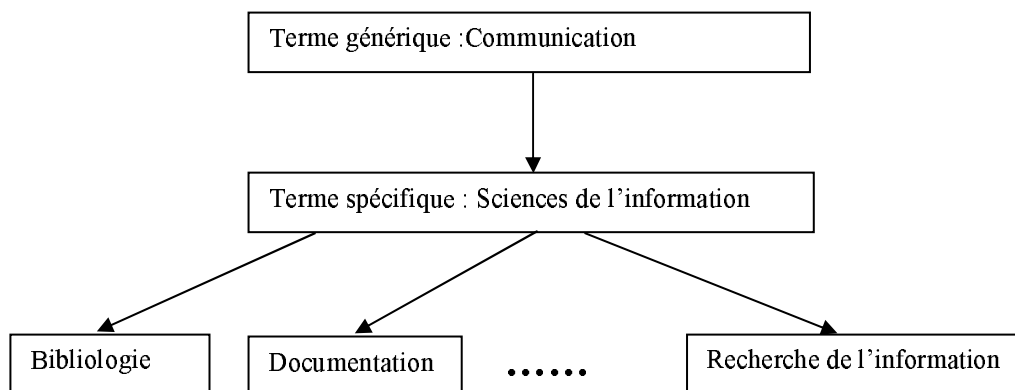 Terme générique :Communication
Terme spécifique : Sciences de l’information
Bibliologie
Documentation
......
Recherche de l’information